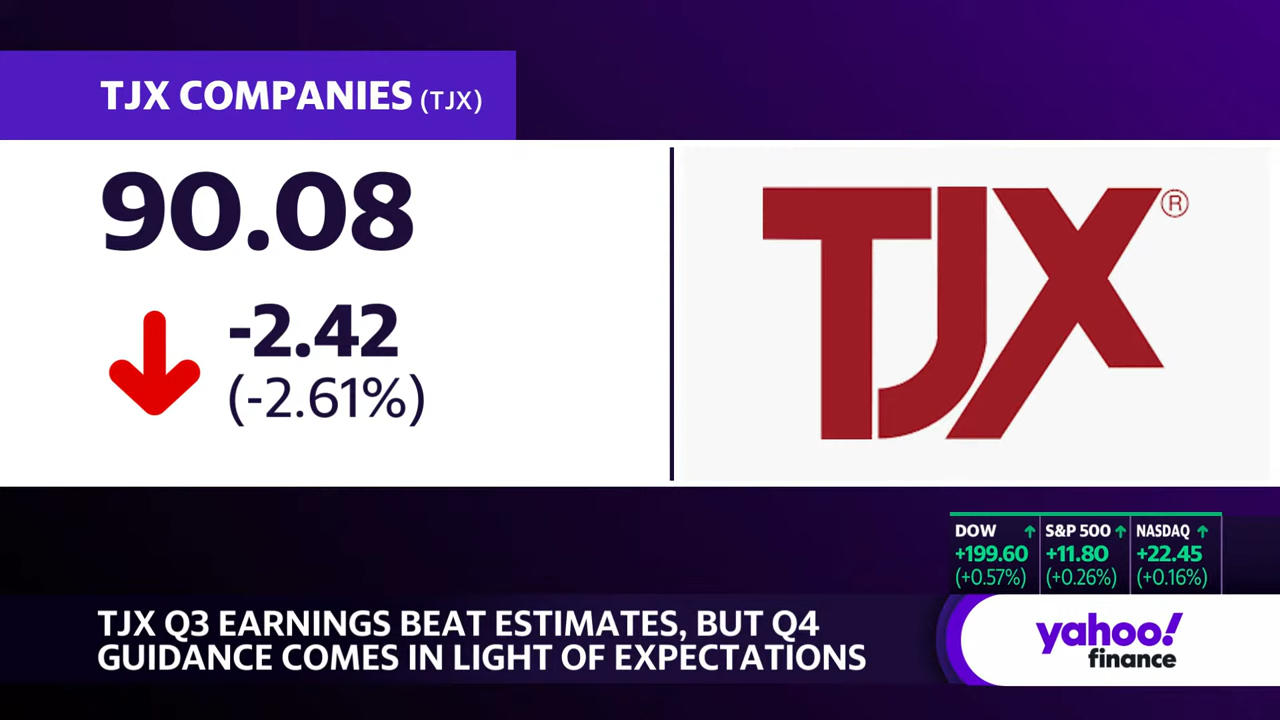 TJX COMPANIES (TJX)
90.08
-2.42
(-2.61%)
TJX®
DOW
+199.60
(+0.57%)
S&P 500
+11.80
(+0.26%)
NASDAQ
+22.45
(+0.16%)
TJX Q3 EARNINGS BEAT ESTIMATES, BUT Q4
GUIDANCE COMES IN LIGHT OF EXPECTATIONS
yahoo!
finance